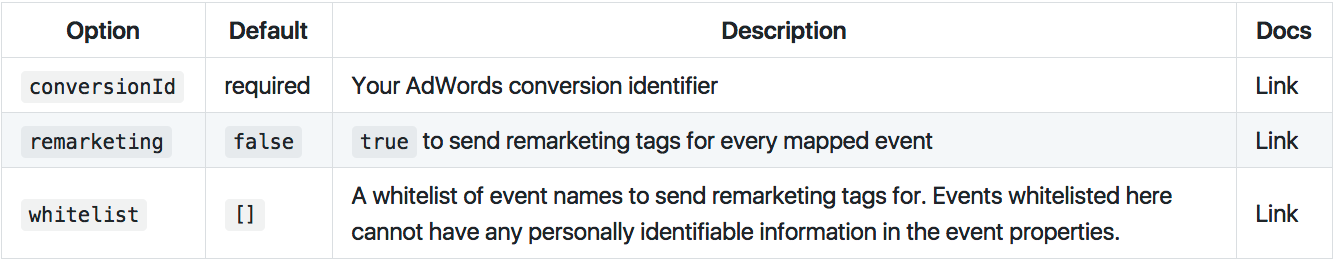 Option Default Description Docs
conversionId required Your AdWords conversion identifier Link
remarketing false true to send remarketing tags for every mapped event Link
whitelist [] A whitelist of event names to send remarketing tags for. Events whitelisted here
cannot have any personally identifiable information in the event properties. Link